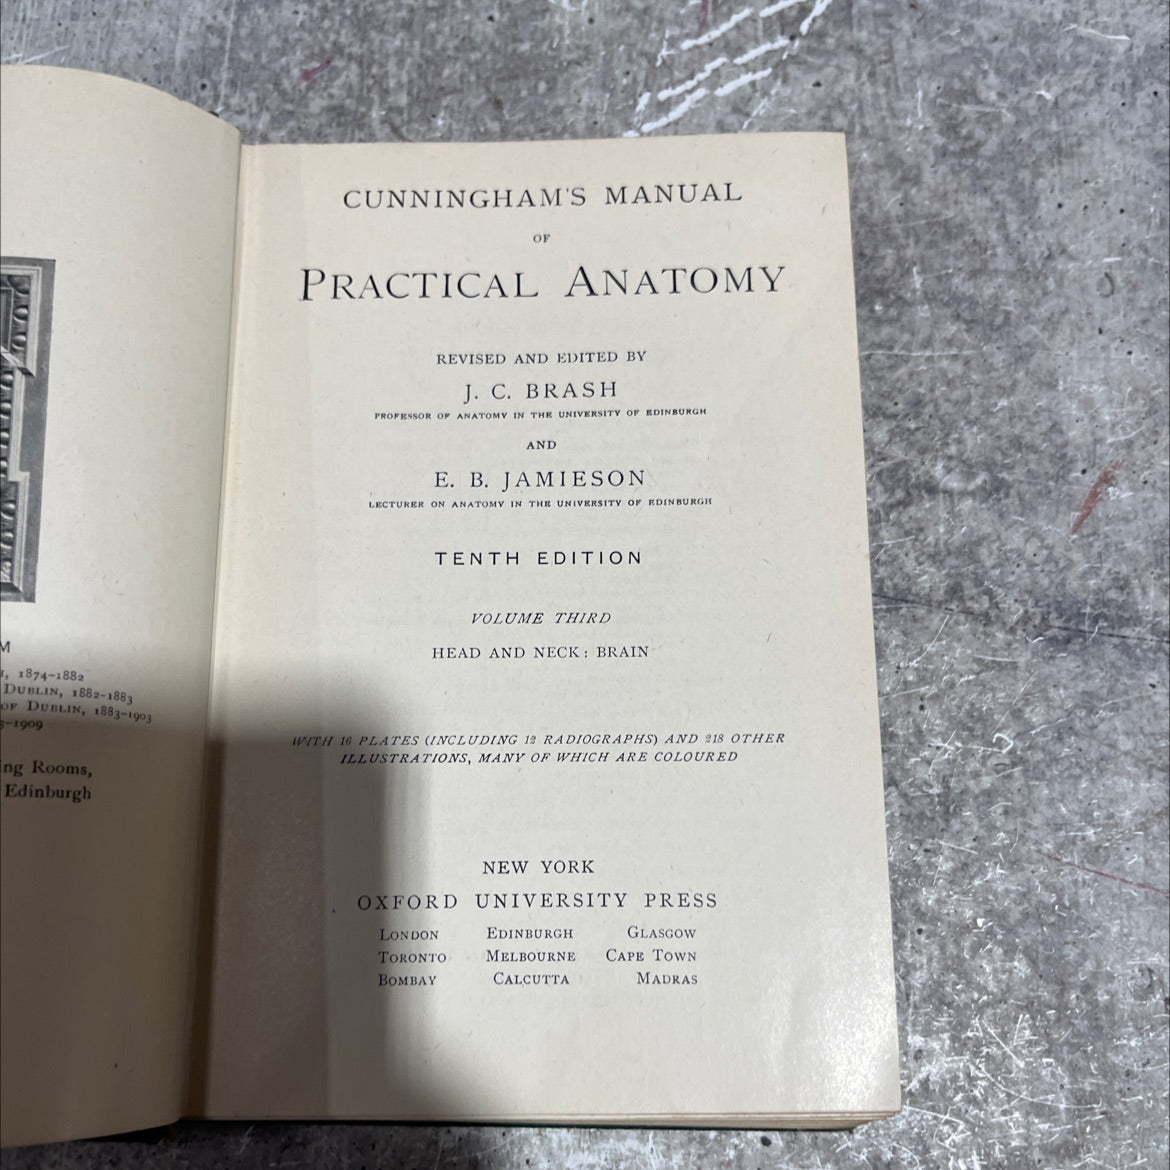 M
, 1874-1882
DUBLIN, 1882-1883
OF DUBLIN, 1883-1903
-1909
ing Rooms,
Edinburgh
CUNNINGHAM'S MANUAL
OF
PRACTICAL ANATOMY
REVISED AND EDITED BY
J. C. BRASH
PROFESSOR OF ANATOMY IN THE UNIVERSITY OF EDINBURGH
AND
E. B. JAMIESON
LECTURER ON ANATOMY IN THE UNIVERSITY OF EDINBURGH
TENTH EDITION
VOLUME THIRD
HEAD AND NECK: BRAIN
WITH 16 PLATES (INCLUDING 12 RADIOGRAPHS) AND 218 OTHER
ILLUSTRATIONS, MANY OF WHICH ARE COLOURED
NEW YORK
OXFORD UNIVERSITY PRESS
LONDON EDINBURGH GLASGOW
TORONTO MELBOURNE CAPE TOWN
BOMBAY CALCUTTA MADRAS